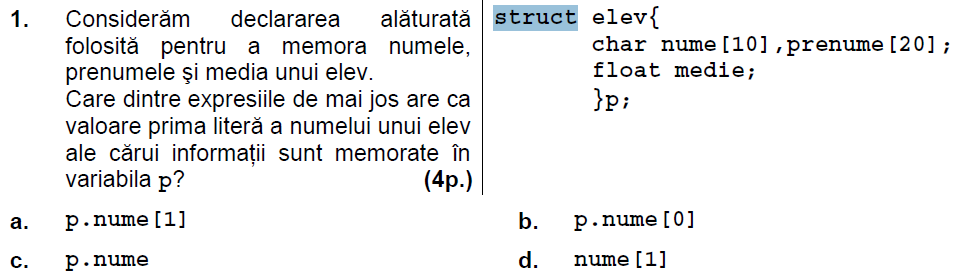 1. Considerăm declararea alăturată
folosită pentru a memora numele,
prenumele şi media unui elev.
Care dintre expresiile de mai jos are ca
valoare prima literă a numelui unui elev
ale cărui informaţii sunt memorate în
variabila p? (4p.)
struct elev{
char nume[10],prenume[20];
float medie;
}p;
a. p.nume[1]
b. p.nume[0]
c. p.nume
d. nume[1]